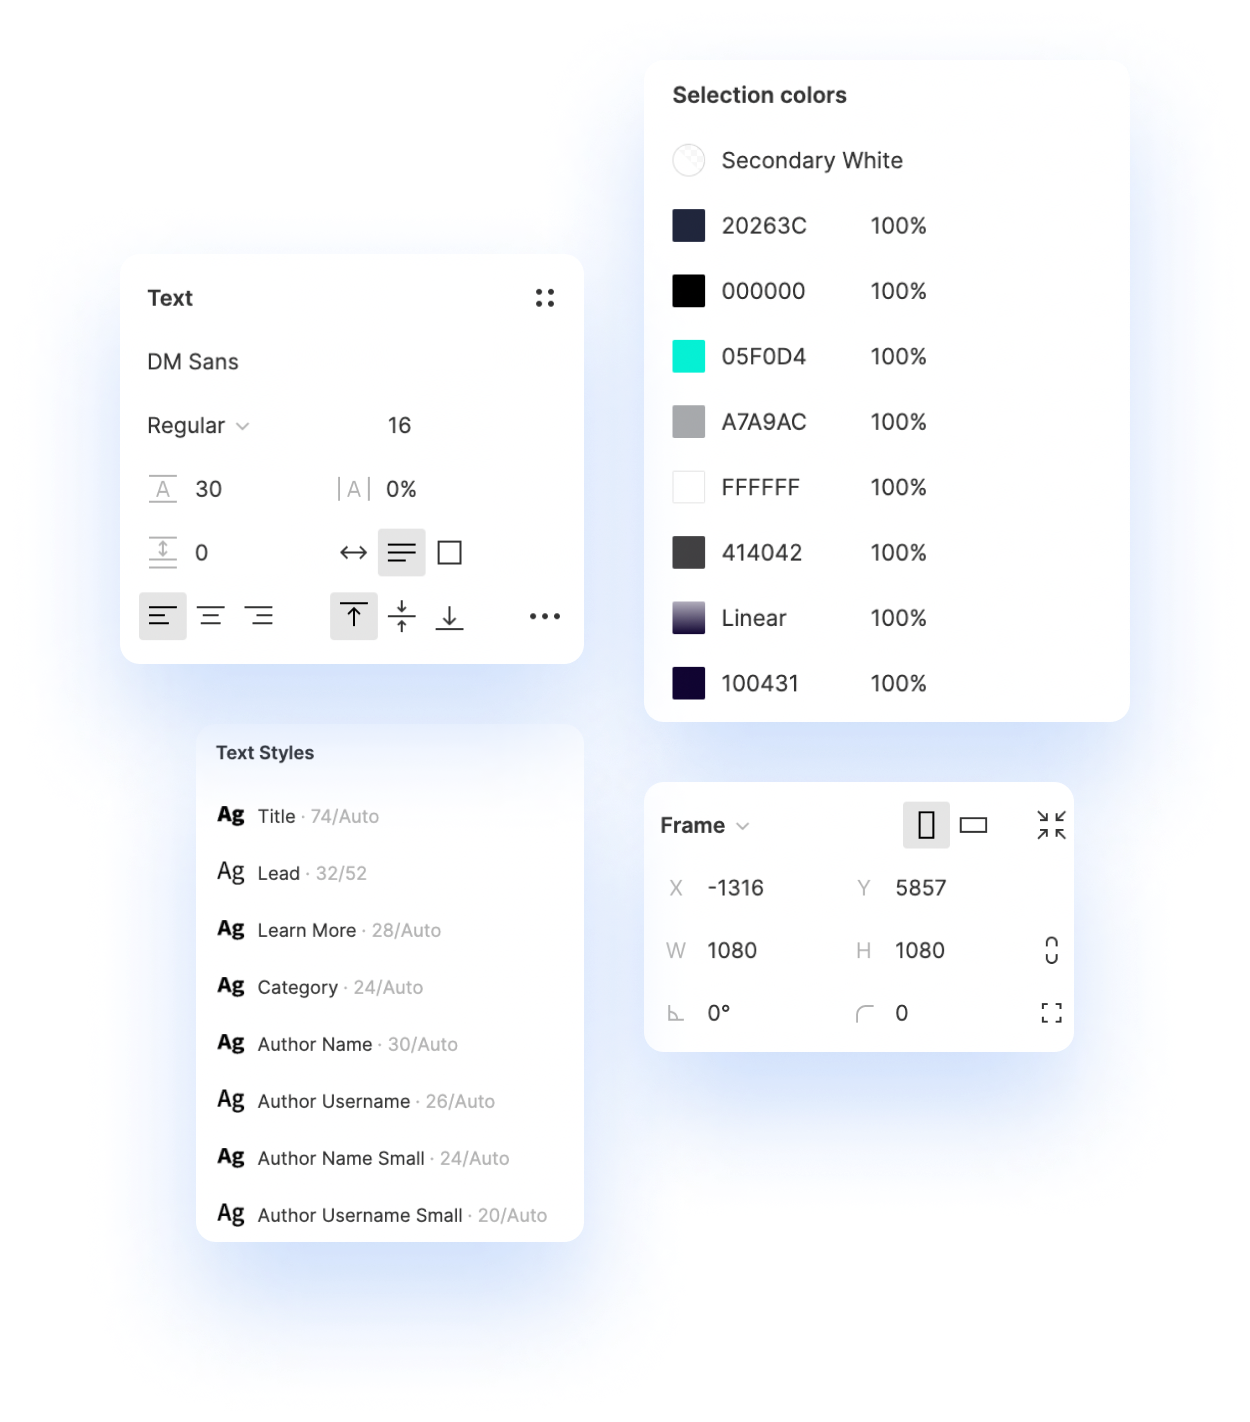 Text
DM Sans
Regular 16
A 30 |A| 0%
0
Text Styles
Ag Title · 74/Auto
Ag Lead · 32/52
Ag Learn More · 28/Auto
Ag Category · 24/Auto
Ag Author Name · 30/Auto
Ag Author Username · 26/Auto
Ag Author Name Small · 24/Auto
Ag Author Username Small · 20/Auto
Selection colors
Secondary White
20263C 100%
000000 100%
05F0D4 100%
A7A9AC 100%
FFFFFF 100%
414042 100%
Linear 100%
100431 100%
Frame
X -1316 Y 5857
W 1080 H 1080
0° 0